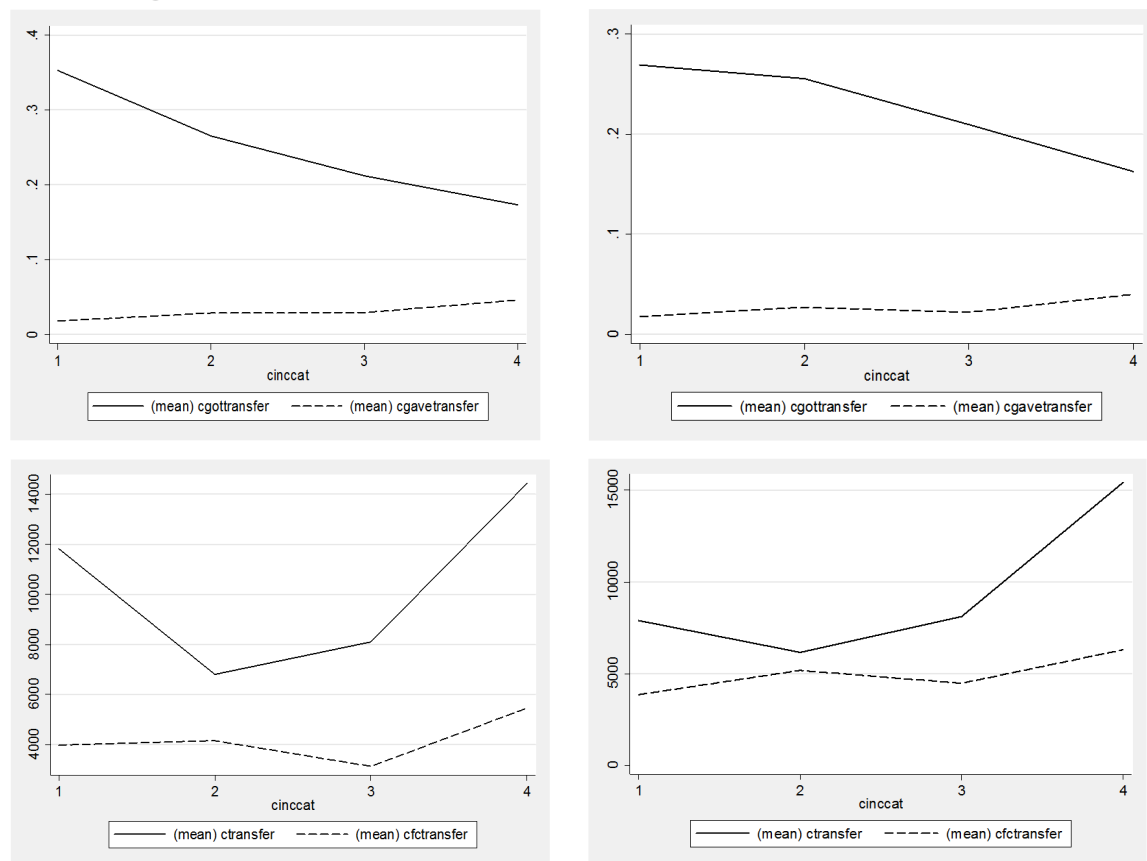 .4
.3
.2
.1
0
1 2 3 4
cinccat
(mean) cgottransfer (mean) cgavetransfer
.3
.2
.1
0
1 2 3 4
cinccat
(mean) cgottransfer (mean) cgavetransfer
14000
12000
10000
8000
6000
4000
1 2 3 4
cinccat
(mean) ctransfer (mean) cfctransfer
15000
10000
5000
0
1 2 3 4
cinccat
(mean) ctransfer (mean) cfctransfer